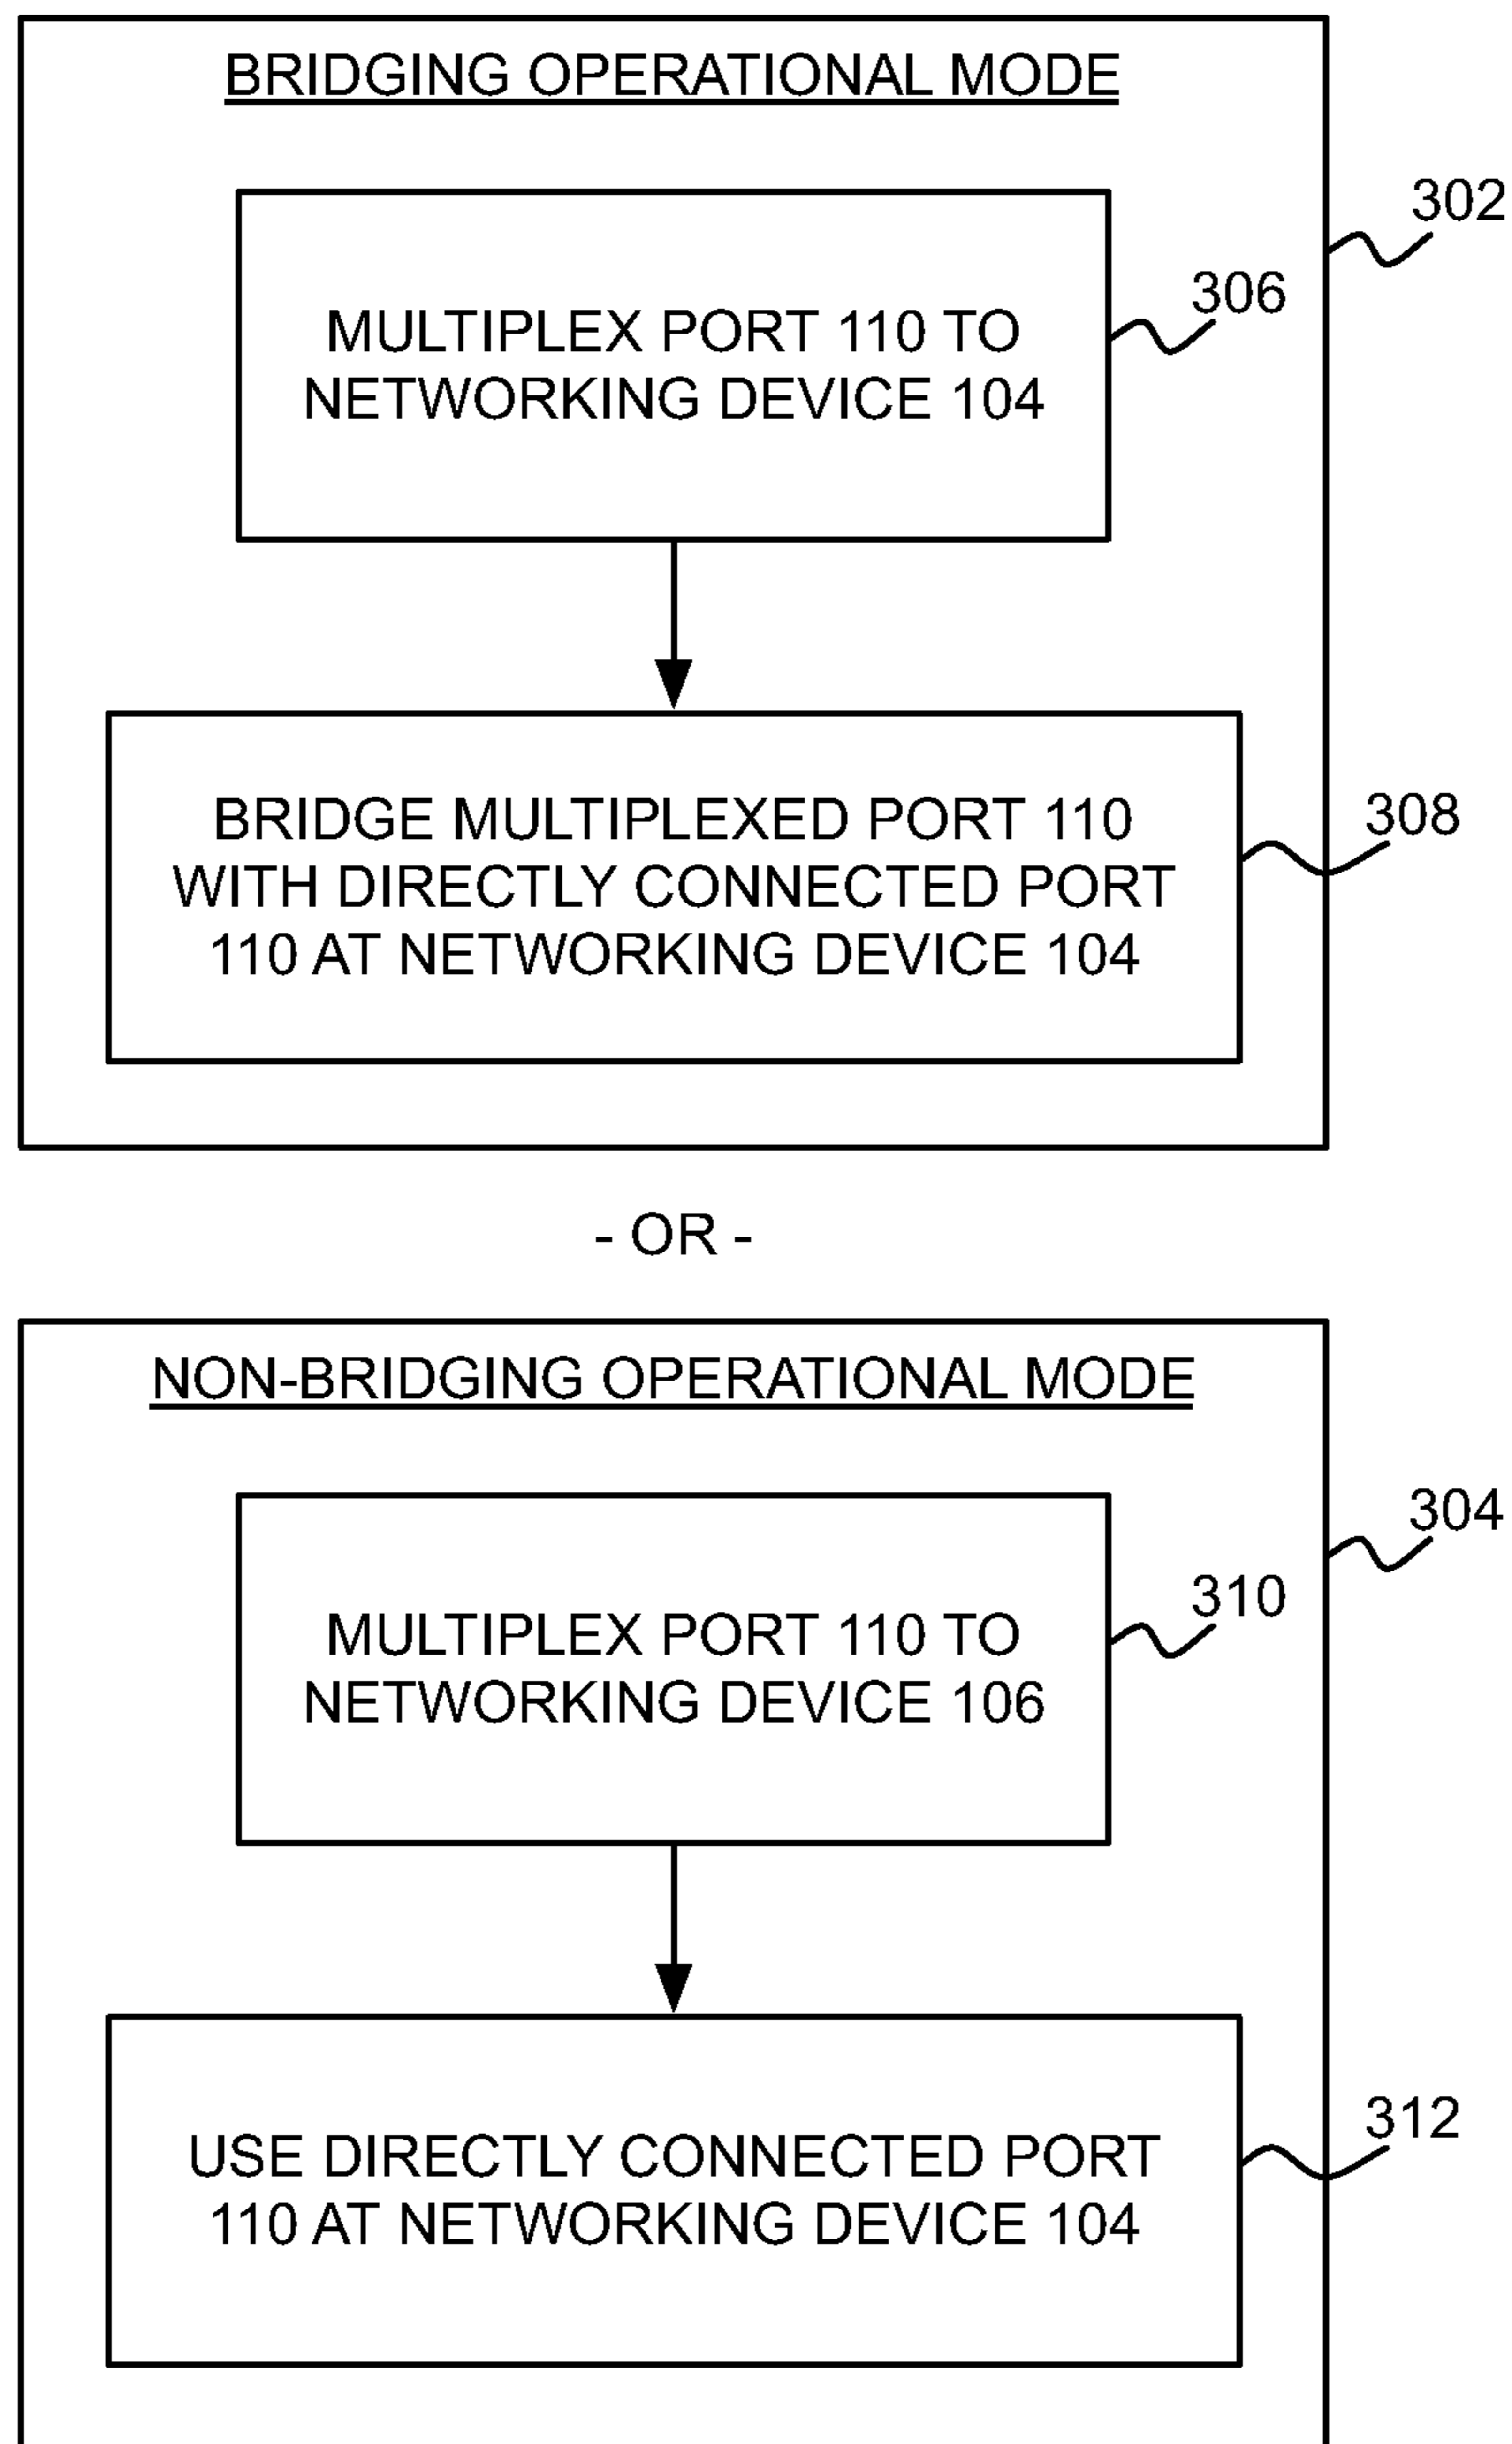 BRIDGING OPERATIONAL MODE
302
306
MULTIPLEX PORT 110 TO
NETWORKING DEVICE 104
308
BRIDGE MULTIPLEXED PORT 110
WITH DIRECTLY CONNECTED PORT
110 AT NETWORKING DEVICE 104
- OR -
NON-BRIDGING OPERATIONAL MODE
304
310
MULTIPLEX PORT 110 TO
NETWORKING DEVICE 106
312
USE DIRECTLY CONNECTED PORT
110 AT NETWORKING DEVICE 104